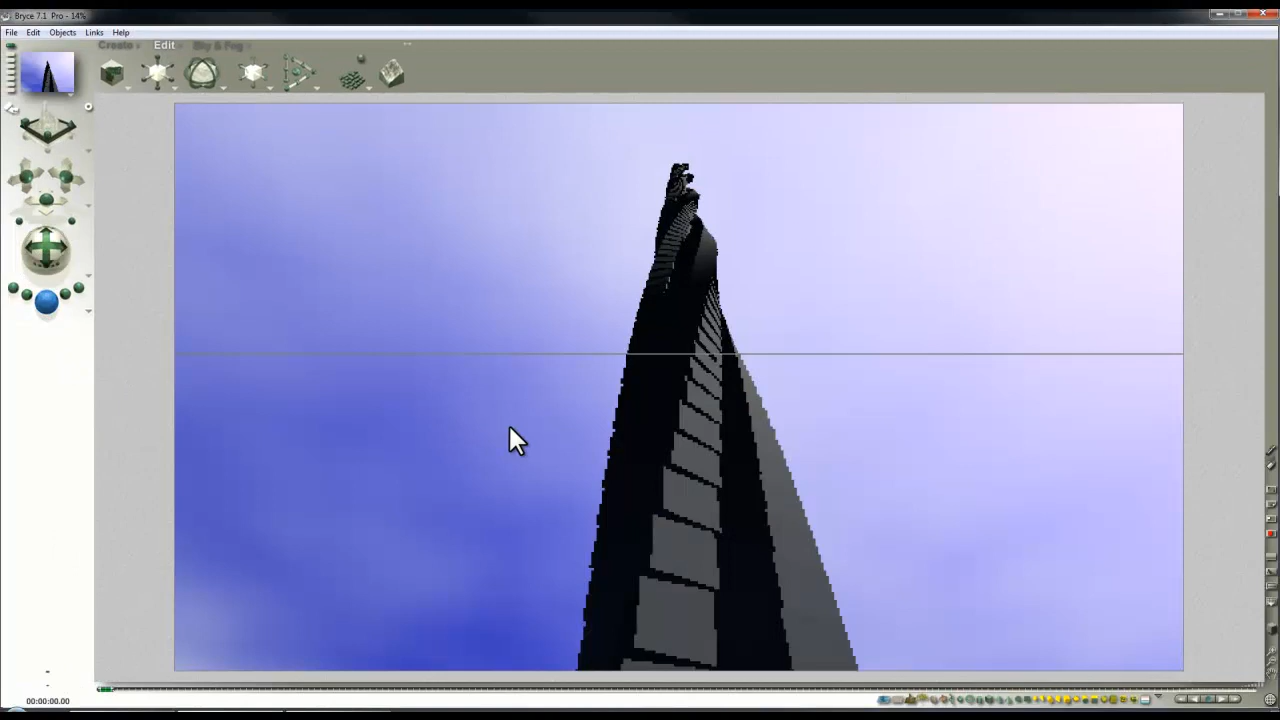 Bryce 7.1 Pro - 14%
File Edit Objects Links Help
Create Edit Sky & Fog
00:00:00.00